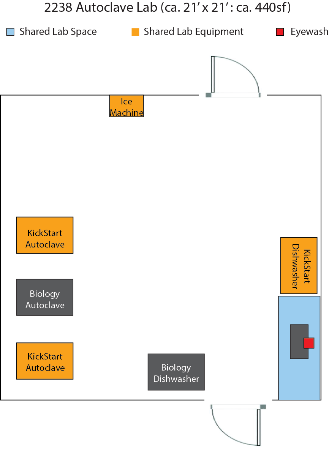 2238 Autoclave Lab (ca. 21' x 21': ca. 440sf)
Shared Lab Space
Shared Lab Equipment
Eyewash
Ice
Machine
KickStart
Autoclave
KickStart
Dishwasher
Biology
Autoclave
KickStart
Autoclave
Biology
Dishwasher